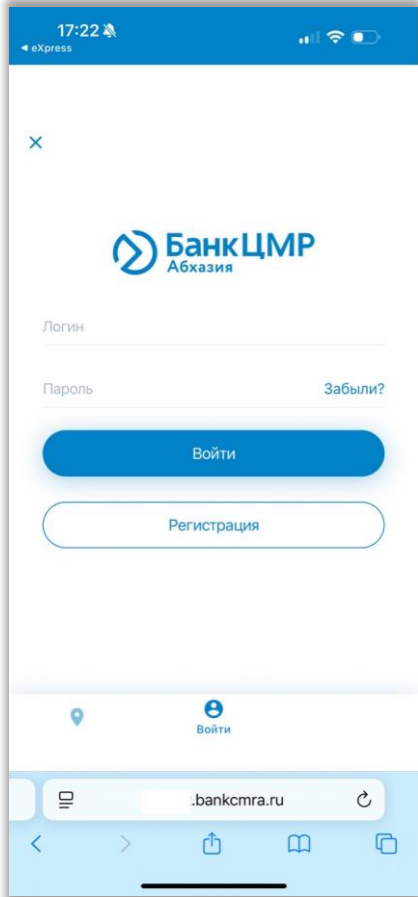 17:22
◀ eXpress
БанкЦМР
Абхазия
Логин
Пароль Забыли?
Войти
Регистрация
Войти
.bankcmra.ru